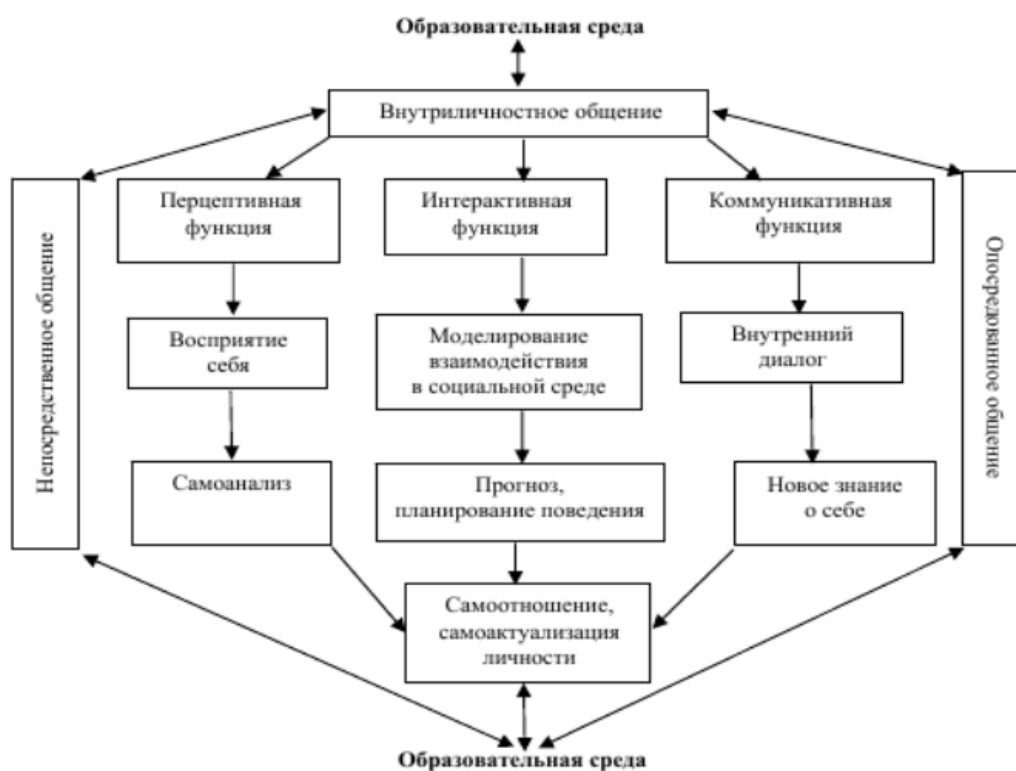 Образовательная среда
Внутриличностное общение
Непосредственное общение
Перцептивная
функция
Интерактивная
функция
Коммуникативная
функция
Опосредованное общение
Восприятие
себя
Моделирование
взаимодействия
в социальной среде
Внутренний
диалог
Самоанализ
Прогноз,
планирование поведения
Новое знание
о себе
Самоотношение,
самоактуализация
личности
Образовательная среда